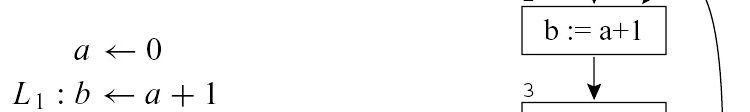 a ← 0
L₁ : b ← a + 1
b := a+1
3